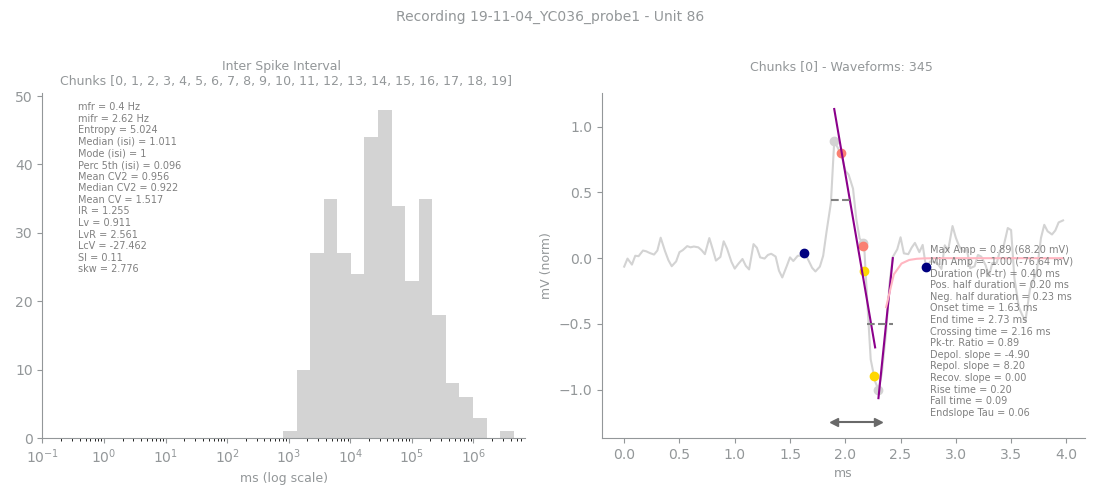 Recording 19-11-04_YC036_probe1 - Unit 86
Inter Spike Interval
Chunks [0, 1, 2, 3, 4, 5, 6, 7, 8, 9, 10, 11, 12, 13, 14, 15, 16, 17, 18, 19]
50
40
30
20
10
0
mfr = 0.4 Hz
mifr = 2.62 Hz
Entropy = 5.024
Median (isi) = 1.011
Mode (isi) = 1
Perc 5th (isi) = 0.096
Mean CV2 = 0.956
Median CV2 = 0.922
Mean CV = 1.517
IR = 1.255
Lv = 0.911
LvR = 2.561
LcV = -27.462
SI = 0.11
skw = 2.776
10⁻¹ 10⁰ 10¹ 10² 10³ 10⁴ 10⁵ 10⁶
ms (log scale)
Chunks [0] - Waveforms: 345
mV (norm)
1.0
0.5
0.0
−0.5
−1.0
Max Amp = 0.89 (68.20 mV)
Min Amp = -1.00 (-76.64 mV)
Duration (Pk-tr) = 0.40 ms
Pos. half duration = 0.20 ms
Neg. half duration = 0.23 ms
Onset time = 1.63 ms
End time = 2.73 ms
Crossing time = 2.16 ms
Pk-tr. Ratio = 0.89
Depol. slope = -4.90
Repol. slope = 8.20
Recov. slope = 0.00
Rise time = 0.20
Fall time = 0.09
Endslope Tau = 0.06
0.0 0.5 1.0 1.5 2.0 2.5 3.0 3.5 4.0
ms